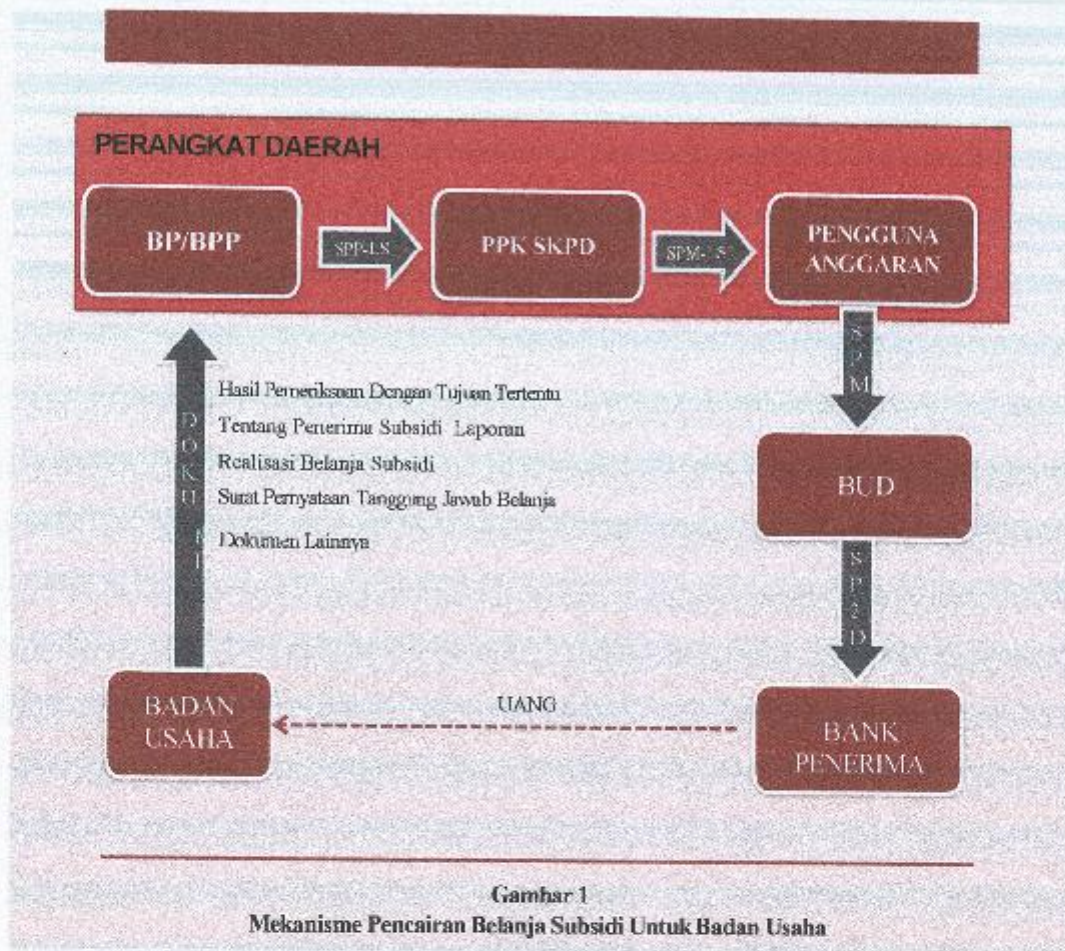 PERANGKAT DAERAH
BP/BPP
SPP-LS
PPK SKPD
SPM-LS
PENGGUNA
ANGGARAN
SPM
Hasil Pemeriksaan Dengan Tujuan Tertentu
Tentang Penerima Subsidi Laporan
Realisasi Belanja Subsidi
Surat Pernyataan Tanggung Jawab Belanja
Dokumen Lainnya
BUD
SP2D
BADAN
USAHA
UANG
BANK
PENERIMA
Gambar 1
Mekanisme Pencairan Belanja Subsidi Untuk Badan Usaha